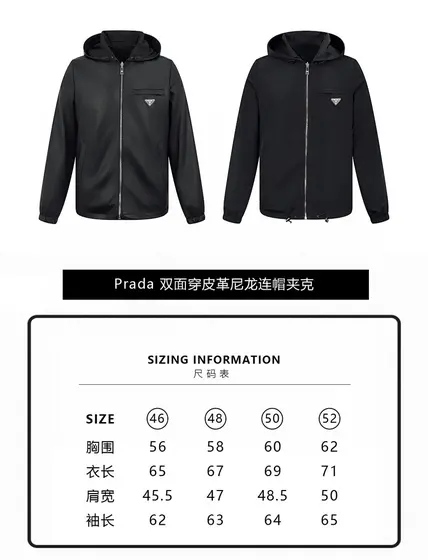 Prada 双面穿皮革尼龙连帽夹克
SIZING INFORMATION
尺码表
SIZE 46 48 50 52
胸围 56 58 60 62
衣长 65 67 69 71
肩宽 45.5 47 48.5 50
袖长 62 63 64 65